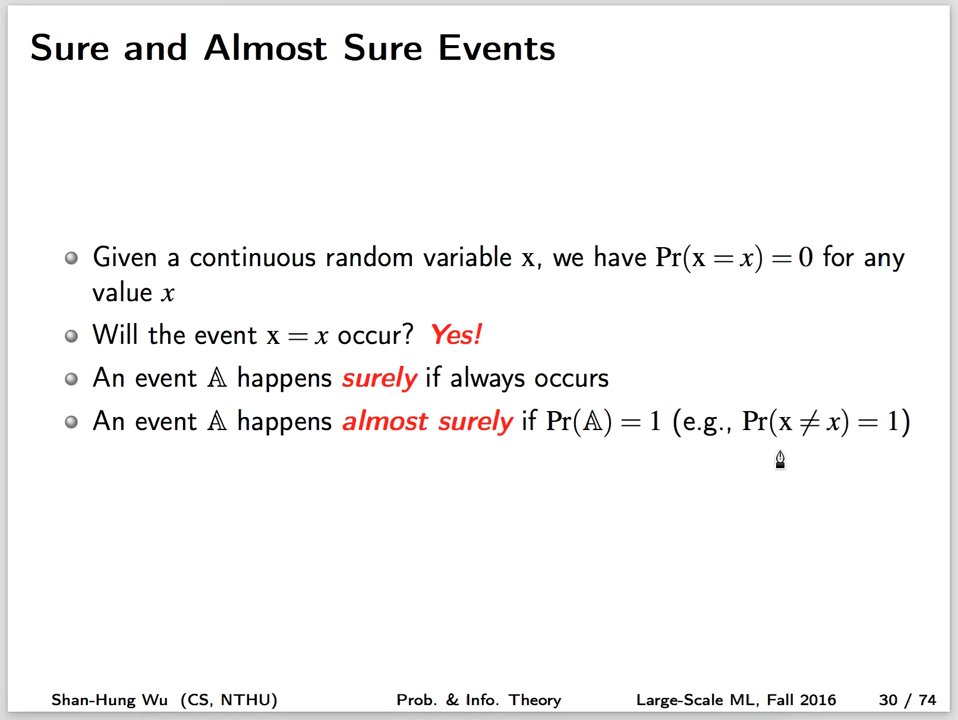 Sure and Almost Sure Events
Given a continuous random variable x, we have Pr(x = x) = 0 for any
value x
Will the event x = x occur? Yes!
An event 𝔸 happens surely if always occurs
An event 𝔸 happens almost surely if Pr(𝔸) = 1 (e.g., Pr(x ≠ x) = 1)
Shan-Hung Wu (CS, NTHU) Prob. & Info. Theory Large-Scale ML, Fall 2016 30 / 74